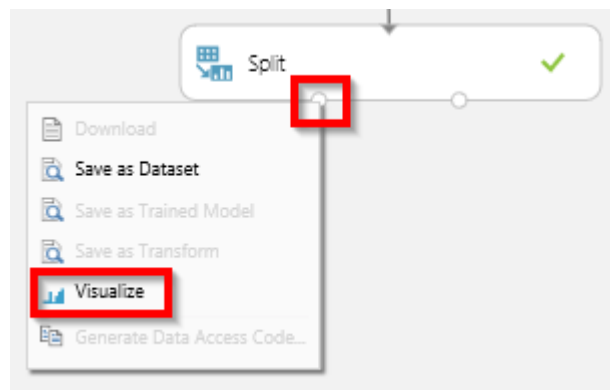 Split
Download
Save as Dataset
Save as Trained Model
Save as Transform
Visualize
Generate Data Access Code...